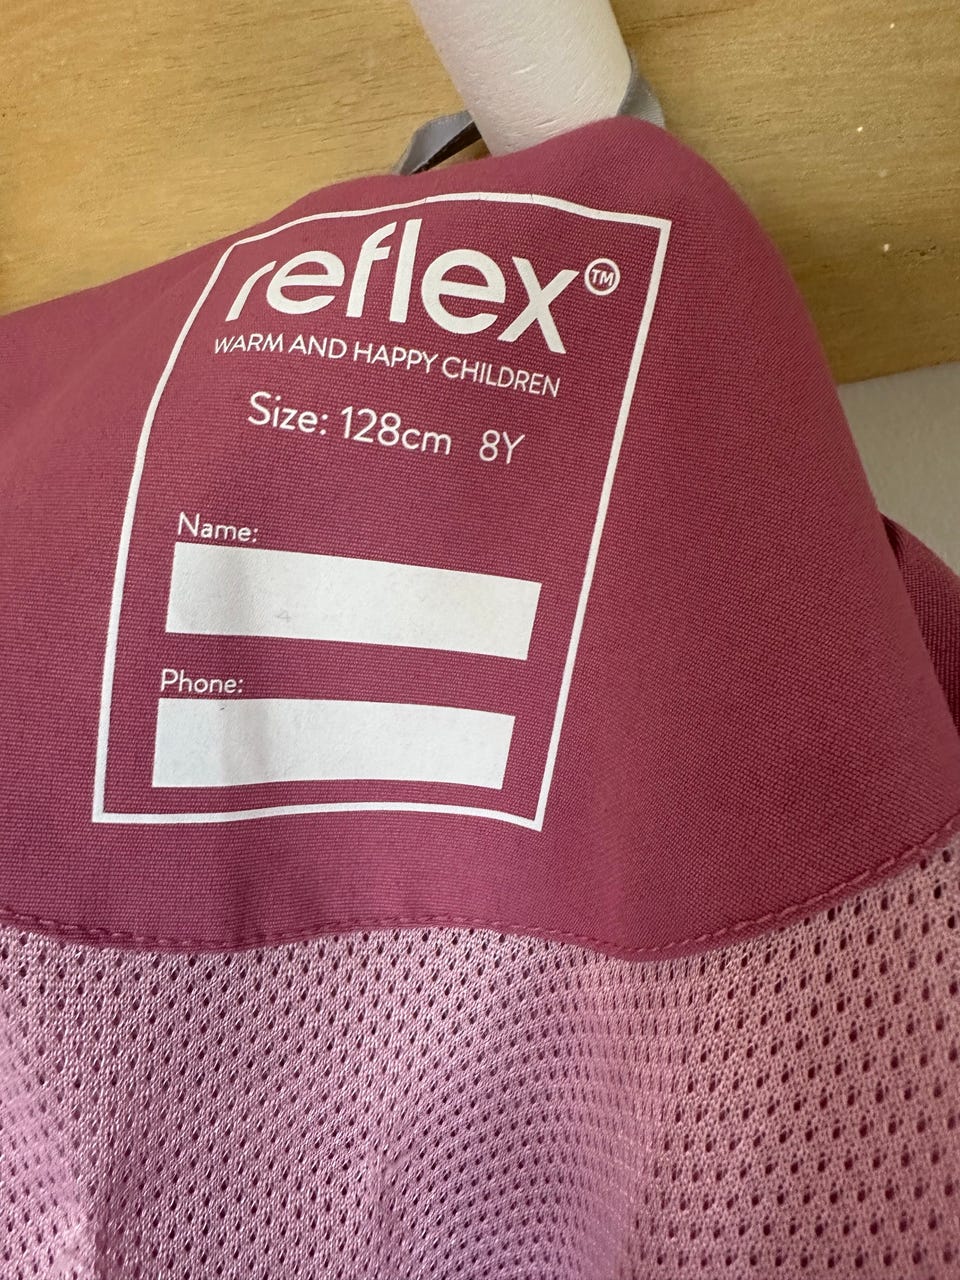 reflex™
WARM AND HAPPY CHILDREN
Size: 128cm 8Y
Name:
Phone: